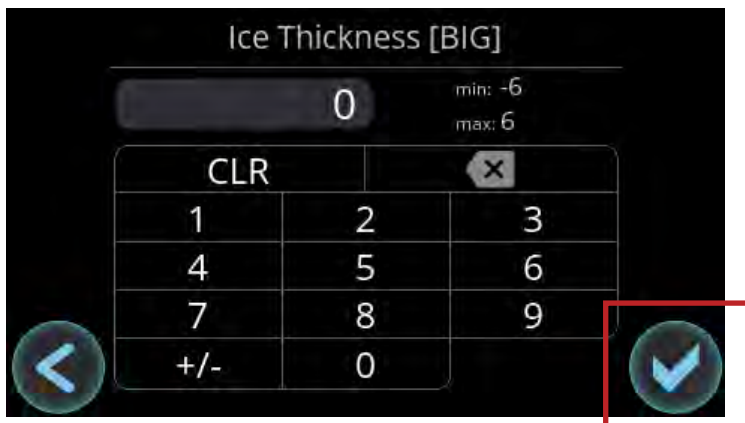 Ice Thickness [BIG]
0
min: -6
max: 6
CLR
1 2 3
4 5 6
7 8 9
+/- 0